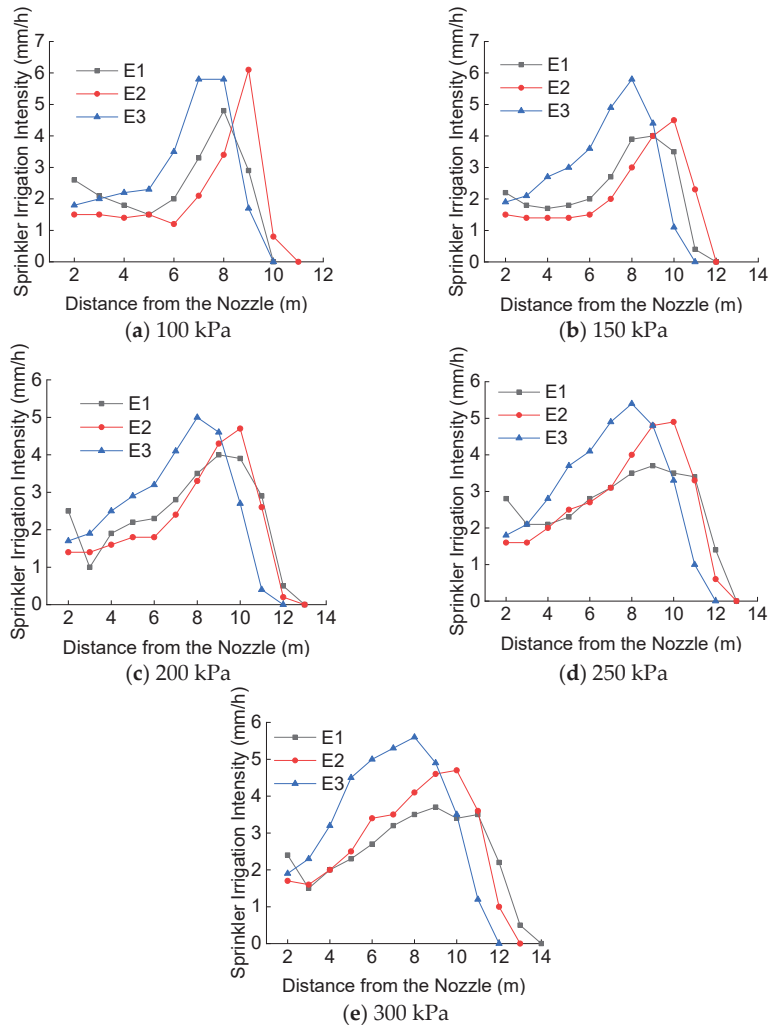 Sprinkler Irrigation Intensity (mm/h)
7
6
5
4
3
2
1
0
E1
E2
E3
2 4 6 8 10 12
Distance from the Nozzle (m)
(a) 100 kPa
Sprinkler Irrigation Intensity (mm/h)
7
6
5
4
3
2
1
0
E1
E2
E3
2 4 6 8 10 12 14
Distance from the Nozzle (m)
(b) 150 kPa
Sprinkler Irrigation Intensity (mm/h)
6
5
4
3
2
1
0
E1
E2
E3
0 2 4 6 8 10 12 14
Distance from the Nozzle (m)
(c) 200 kPa
Sprinkler Irrigation Intensity (mm/h)
6
5
4
3
2
1
0
E1
E2
E3
2 4 6 8 10 12 14
Distance from the Nozzle (m)
(d) 250 kPa
Sprinkler Irrigation Intensity (mm/h)
6
5
4
3
2
1
0
E1
E2
E3
2 4 6 8 10 12 14
Distance from the Nozzle (m)
(e) 300 kPa